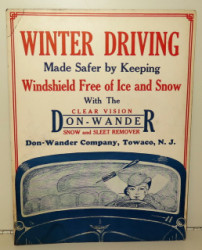 WINTER DRIVING
Made Safer by Keeping
Windshield Free of Ice and Snow
With The
CLEAR VISION
DON-WANDER
SNOW and SLEET REMOVER
Don-Wander Company, Towaco, N. J.